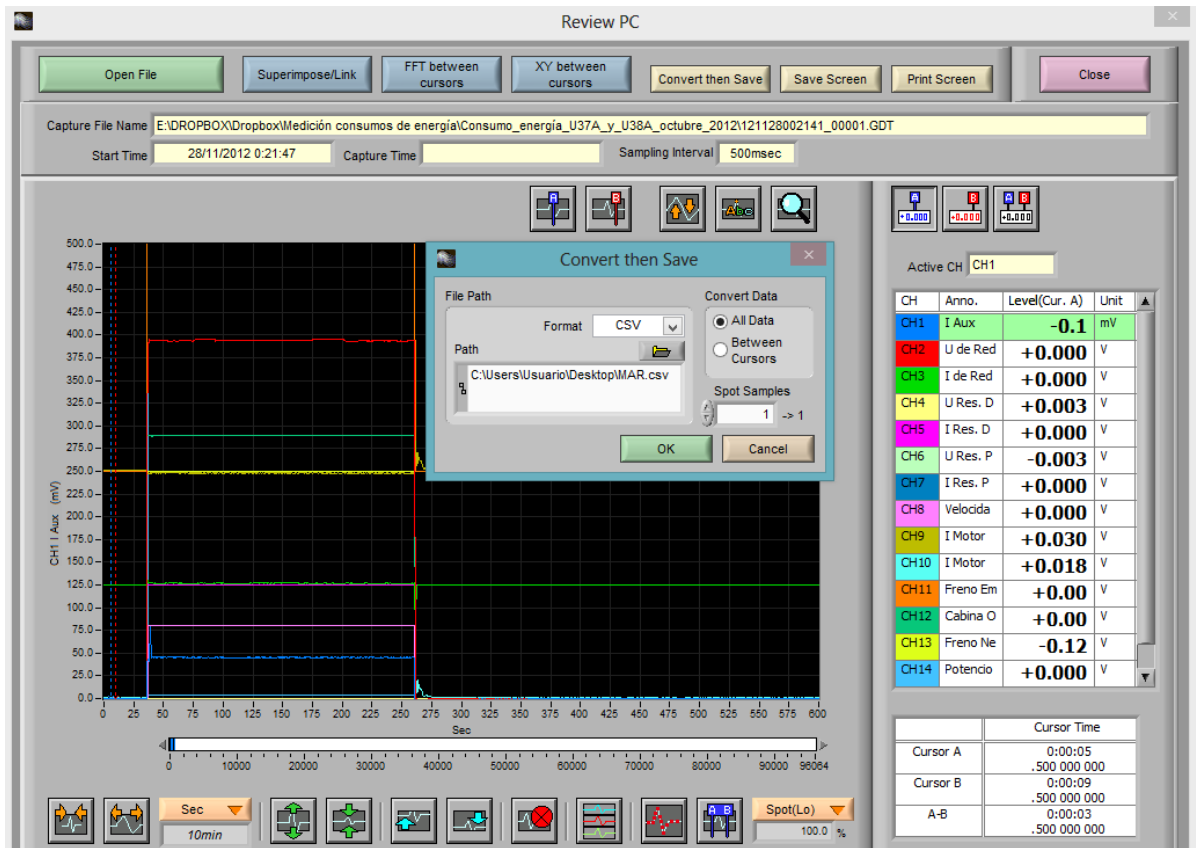 Review PC
Open File
Superimpose/Link
FFT between
cursors
XY between
cursors
Convert then Save
Save Screen
Print Screen
Close
Capture File Name E:\DROPBOX\Dropbox\Medición consumos de energía\Consumo_energía_U37A_y_U38A_octubre_2012\121128002141_00001.GDT
Start Time 28/11/2012 0:21:47 Capture Time Sampling Interval 500msec
A B Abc
A +0.000 B +0.000 A B +0.000
Active CH CH1
CH Anno. Level(Cur. A) Unit
CH1 I Aux -0.1 mV
CH2 U de Red +0.000 V
CH3 I de Red +0.000 V
CH4 U Res. D +0.003 V
CH5 I Res. D +0.000 V
CH6 U Res. P -0.003 V
CH7 I Res. P +0.000 V
CH8 Velocida +0.000 V
CH9 I Motor +0.030 V
CH10 I Motor +0.018 V
CH11 Freno Em +0.00 V
CH12 Cabina O +0.00 V
CH13 Freno Ne -0.12 V
CH14 Potencio +0.000 V
Convert then Save
File Path
Format CSV
Path
C:\Users\Usuario\Desktop\MAR.csv
Convert Data
All Data
Between
Cursors
Spot Samples
1 -> 1
OK
Cancel
CH1 I Aux (mV)
500.0
475.0
450.0
425.0
400.0
375.0
350.0
325.0
300.0
275.0
250.0
225.0
200.0
175.0
150.0
125.0
100.0
75.0
50.0
25.0
0.0
0 25 50 75 100 125 150 175 200 225 250 275 300 325 350 375 400 425 450 475 500 525 550 575 600
Sec
0 10000 20000 30000 40000 50000 60000 70000 80000 90000 96064
Cursor Time
Cursor A 0:00:05
.500 000 000
Cursor B 0:00:09
.500 000 000
A-B 0:00:03
.500 000 000
Sec
10min
A B
Spot(Lo)
100.0 %